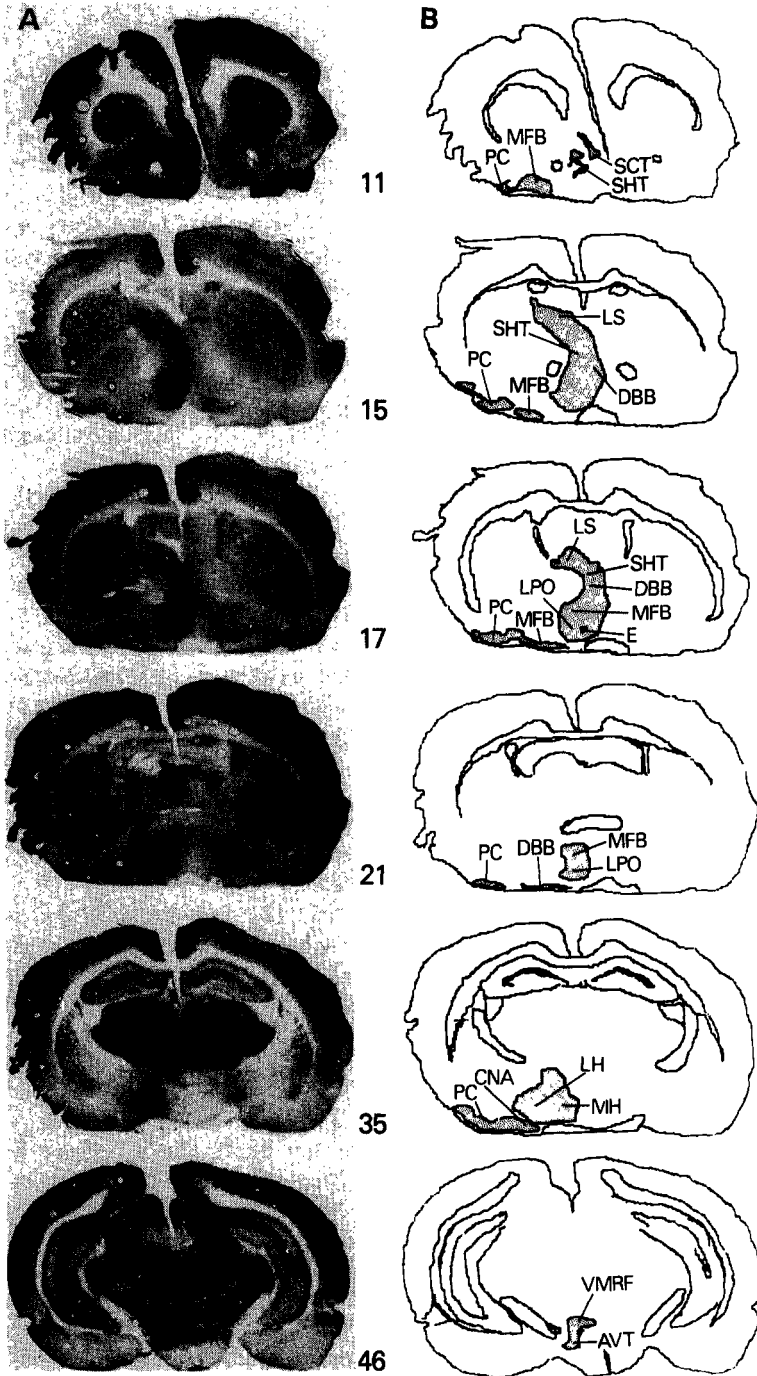 A
B
MFB
PC
SCT
SHT
11
LS
SHT
PC
MFB
DBB
15
LS
SHT
DBB
LPO
MFB
PC
MFB
E
17
MFB
PC
DBB
LPO
21
LH
CNA
PC
MH
35
VMRF
AVT
46